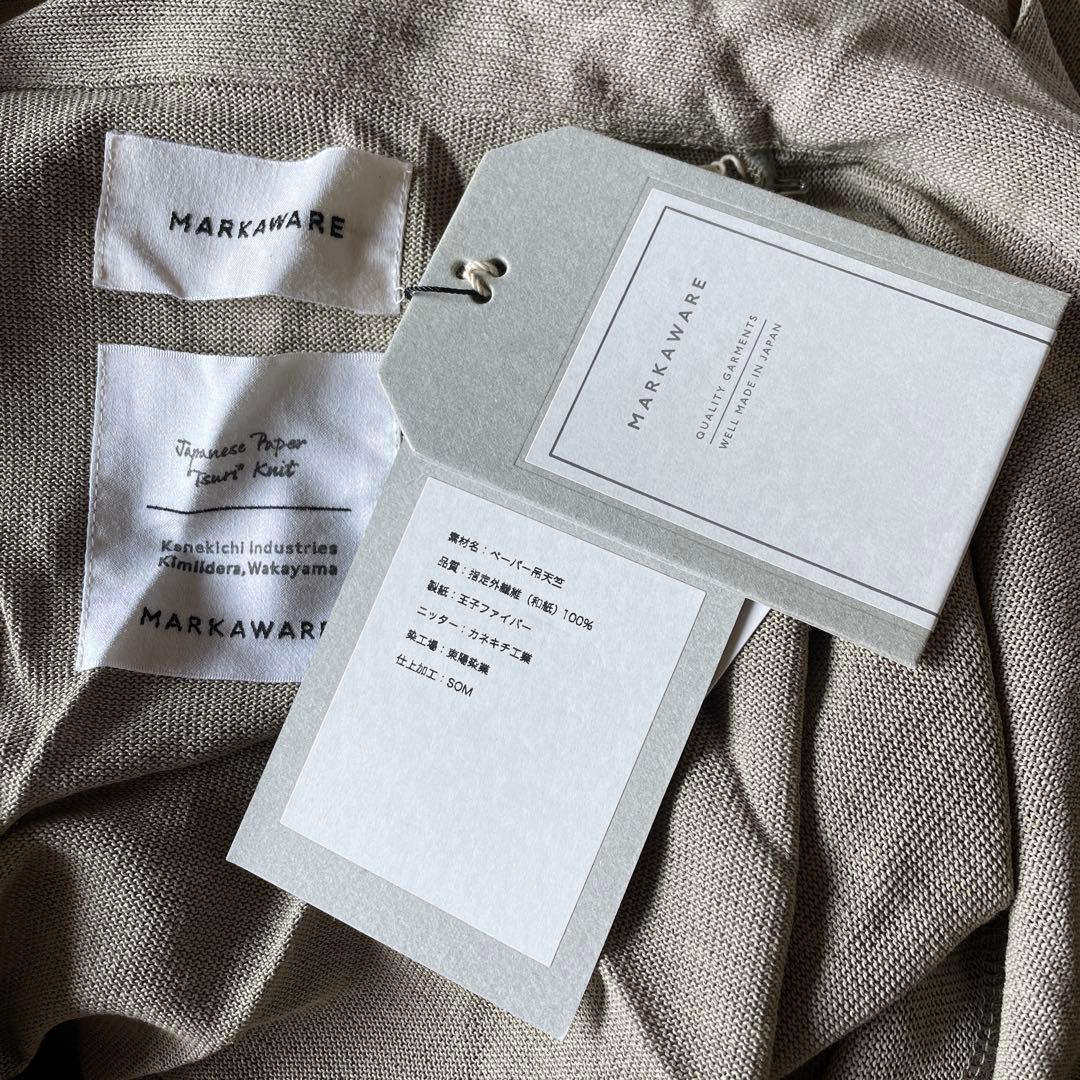 MARKAWARE
Japanese Paper
"Tsuri" Knit
Kanekichi Industries
Kimiidera, Wakayama
MARKAWARE
MARKAWARE
QUALITY GARMENTS
WELL MADE IN JAPAN
素材名：ペーパー吊天竺
品質：指定外繊維（和紙）100%
製紙：王子ファイバー
ニッター：カネキチ工業
染工場：東陽染業
仕上加工：SOM